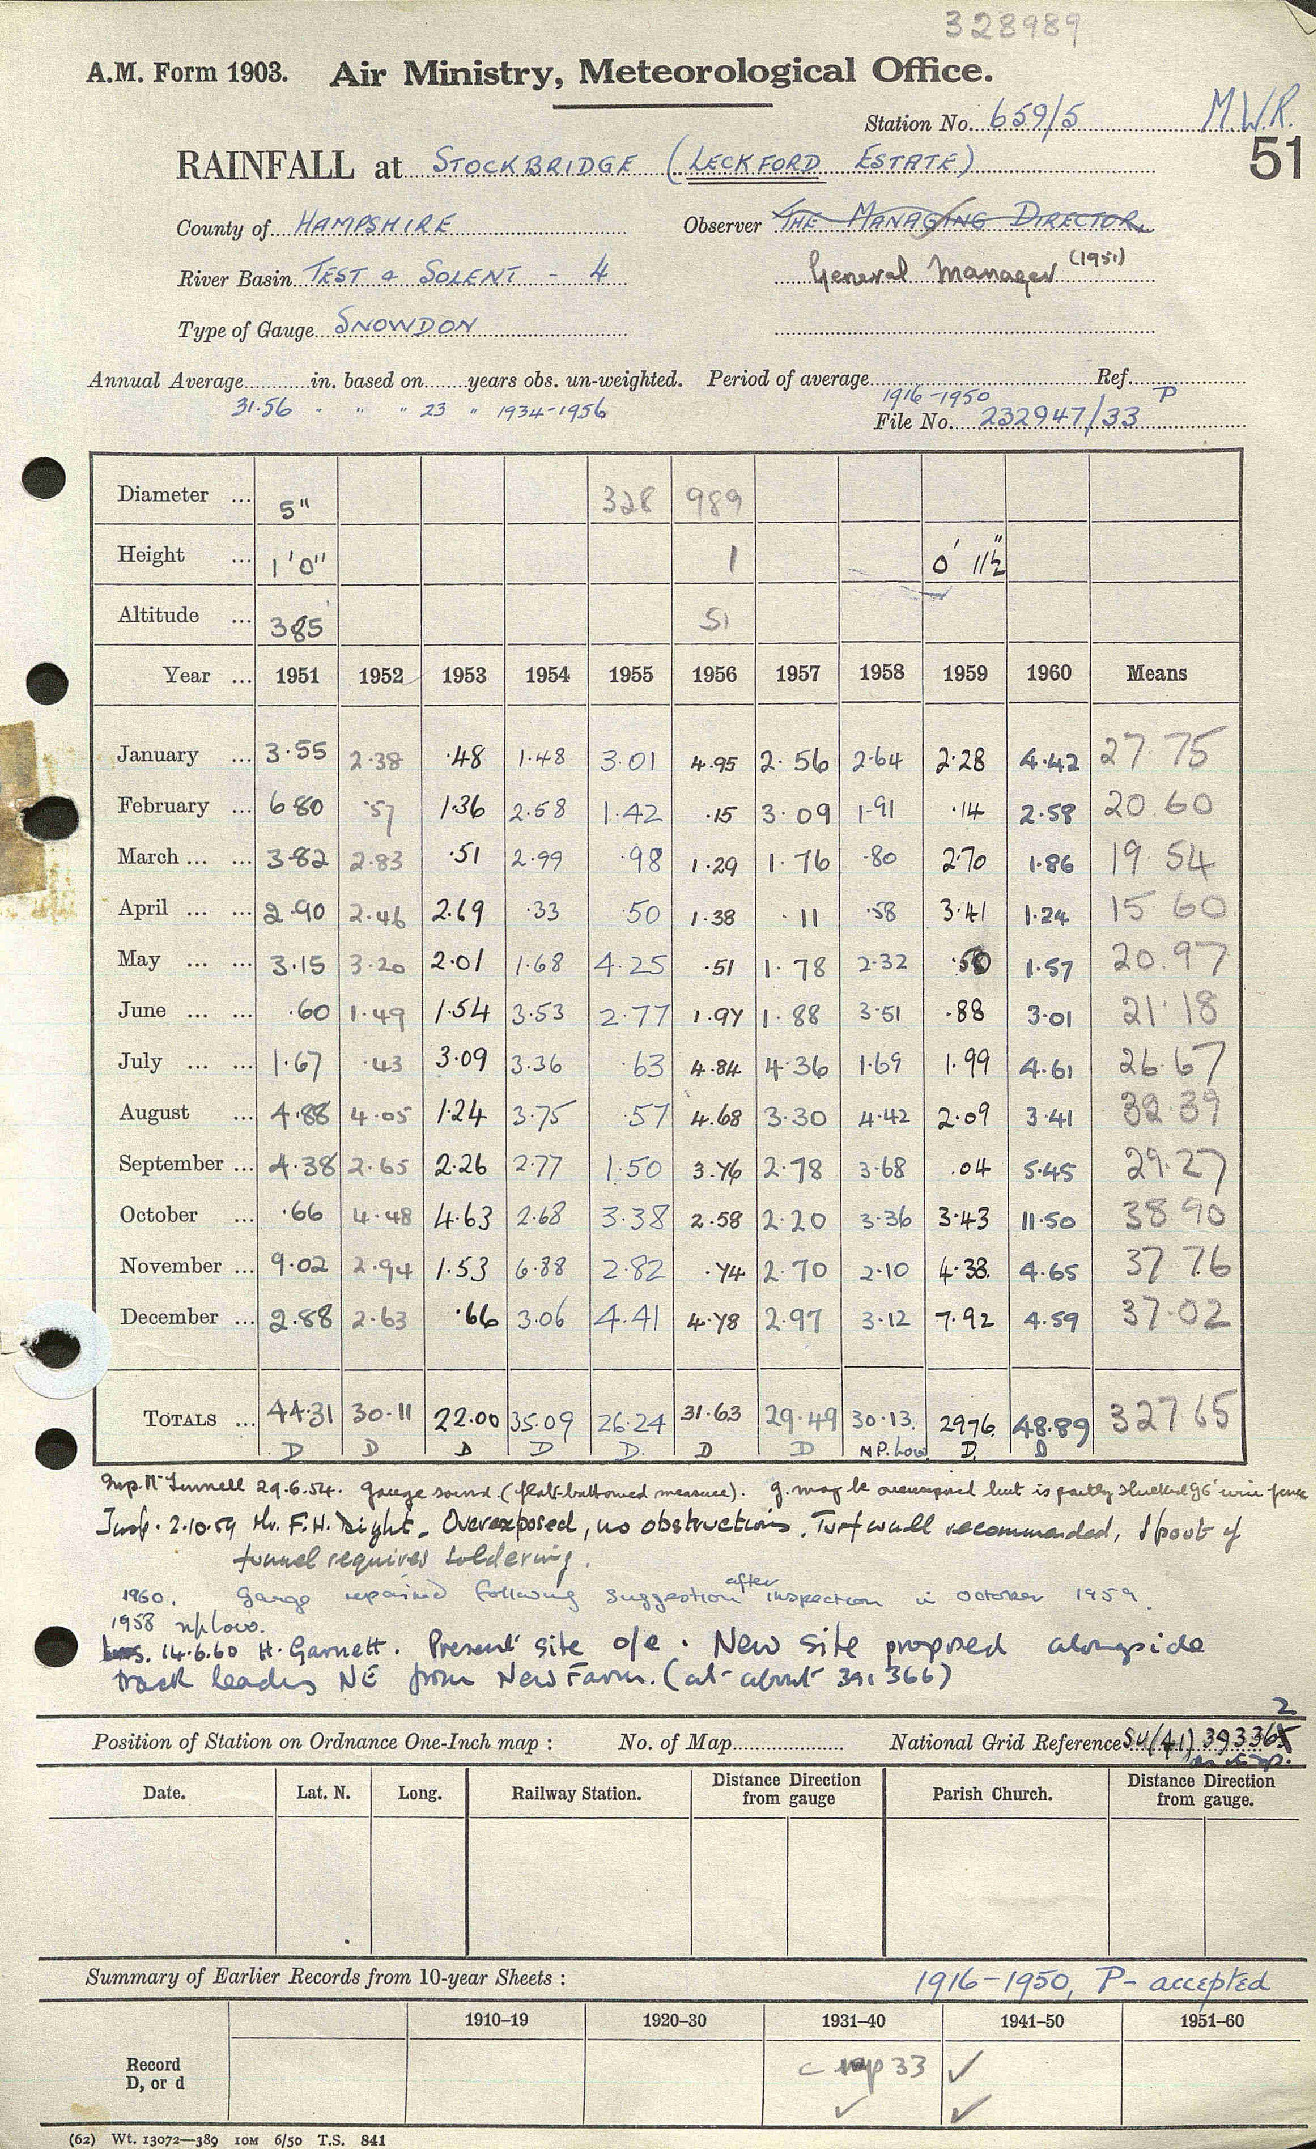 328989
A.M. Form 1903. Air Ministry, Meteorological Office.
Station No. 659/5 M.W.R.
51
RAINFALL at STOCKBRIDGE (LECKFORD ESTATE)
County of HAMPSHIRE Observer THE MANAGING DIRECTOR
River Basin TEST & SOLENT - 4 General Manager (1951)
Type of Gauge SNOWDON
Annual Average in. based on years obs. un-weighted. Period of average 1916-1950 Ref. P
31.56 " " " 23 " 1934-1956 File No. 232947/33
Diameter ... 5" 328 989
Height ... 1'0" 1 0' 11½"
Altitude ... 385 51
Year ... 1951 1952 1953 1954 1955 1956 1957 1958 1959 1960 Means
January ... 3.55 2.38 .48 1.48 3.01 4.95 2.56 2.64 2.28 4.42 27.75
February ... 6.80 .57 1.36 2.58 1.42 .15 3.09 1.91 .14 2.58 20.60
March ... ... 3.82 2.83 .51 2.99 .98 1.29 1.76 .80 2.70 1.86 19 54
April ... ... 2.90 2.46 2.69 .33 50 1.38 .11 .58 3.41 1.24 15 60
May ... ... 3.15 3.20 2.01 1.68 4.25 .51 1.78 2.32 .50 1.57 20.97
June ... ... .60 1.49 1.54 3.53 2.77 1.97 1.88 3.51 .88 3.01 21.18
July ... ... 1.67 .43 3.09 3.36 63 4.84 4.36 1.69 1.99 4.61 26.67
August ... 4.88 4.05 1.24 3.75 .57 4.68 3.30 4.42 2.09 3.41 32.39
September ... 4.38 2.65 2.26 2.77 1.50 3.76 2.78 3.68 .04 5.45 29.27
October ... .66 4.48 4.63 2.68 3.38 2.58 2.20 3.36 3.43 11.50 38 90
November ... 9.02 2.94 1.53 6.88 2.82 .74 2.70 2.10 4.33 4.65 37 76
December ... 2.88 2.63 .66 3.06 4.41 4.78 2.97 3.12 7.92 4.59 37.02
TOTALS ... 44.31 30.11 22.00 35.09 26.24 31.63 29.49 30.13 29.76 48.89 327 65
D D D D D. D D N.P. Low D. D
29.6.54. Gauge sound (flat-bottomed measure). g. may be but is partly by wire fence
Insp. 2.10.59 Mr. F.H. Dight. Overexposed, no obstructions. Turf wall recommended, spout of
funnel requires soldering.
1960. Gauge repaired following suggestion after inspection in October 1959.
1958 n/p low.
Ins. 14.6.60 H. Garnett. Present site o/e. New site proposed alongside
track leading NE from New Farm. (at about 391366)
Position of Station on Ordnance One-Inch map : No. of Map National Grid Reference SU(41) 393365 2
Date. Lat. N. Long. Railway Station. Distance Direction from gauge Parish Church. Distance Direction from gauge.
Summary of Earlier Records from 10-year Sheets : 1916-1950, P- accepted
1910–19 1920–30 1931–40 1941–50 1951–60
Record
D, or d
33 ✓
✓ ✓
(62) Wt. 13072—389 10M 6/50 T.S. 841